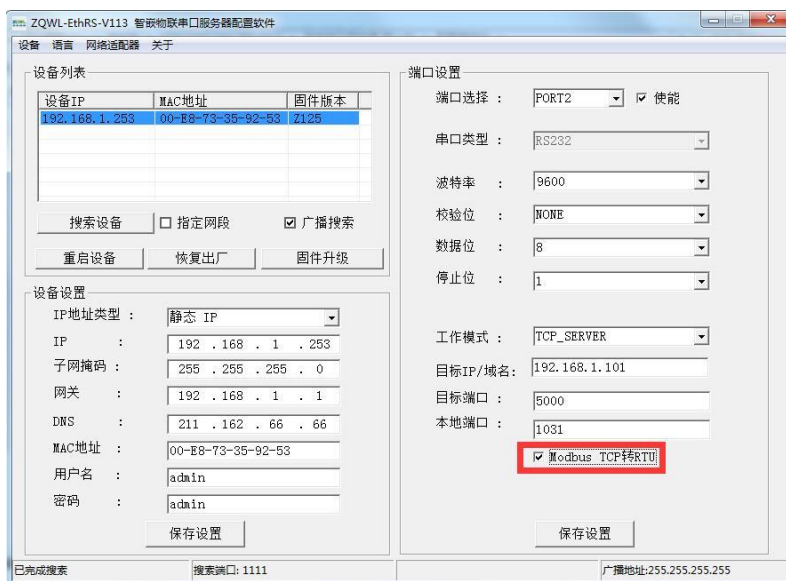 ZQWL-EthRS-V113 智嵌物联串口服务器配置软件
设备 语言 网络适配器 关于
设备列表
设备IP MAC地址 固件版本
192.168.1.253 00-E8-73-35-92-53 Z125
搜索设备 指定网段 广播搜索
重启设备 恢复出厂 固件升级
设备设置
IP地址类型 : 静态 IP
IP : 192 .168 . 1 .253
子网掩码 : 255 .255 .255 . 0
网关 : 192 .168 . 1 . 1
DNS : 211 .162 . 66 . 66
MAC地址 : 00-E8-73-35-92-53
用户名 : admin
密码 : admin
保存设置
端口设置
端口选择 : PORT2 使能
串口类型 : RS232
波特率 : 9600
校验位 : NONE
数据位 : 8
停止位 : 1
工作模式 : TCP_SERVER
目标IP/域名: 192.168.1.101
目标端口 : 5000
本地端口 : 1031
Modbus TCP转RTU
保存设置
已完成搜索 搜索端口: 1111 广播地址:255.255.255.255